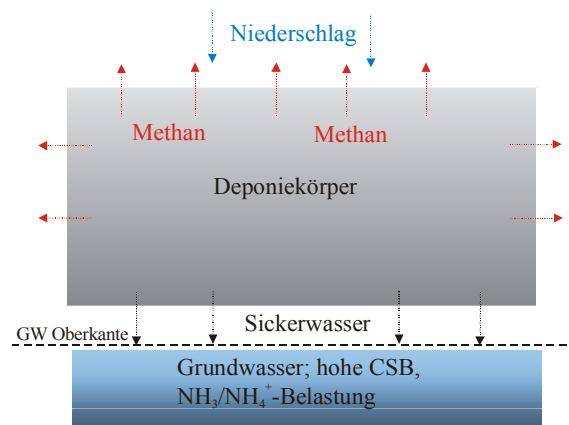 Niederschlag
Methan Methan
Deponiekörper
Sickerwasser
GW Oberkante
Grundwasser; hohe CSB,
NH₃/NH₄⁺-Belastung